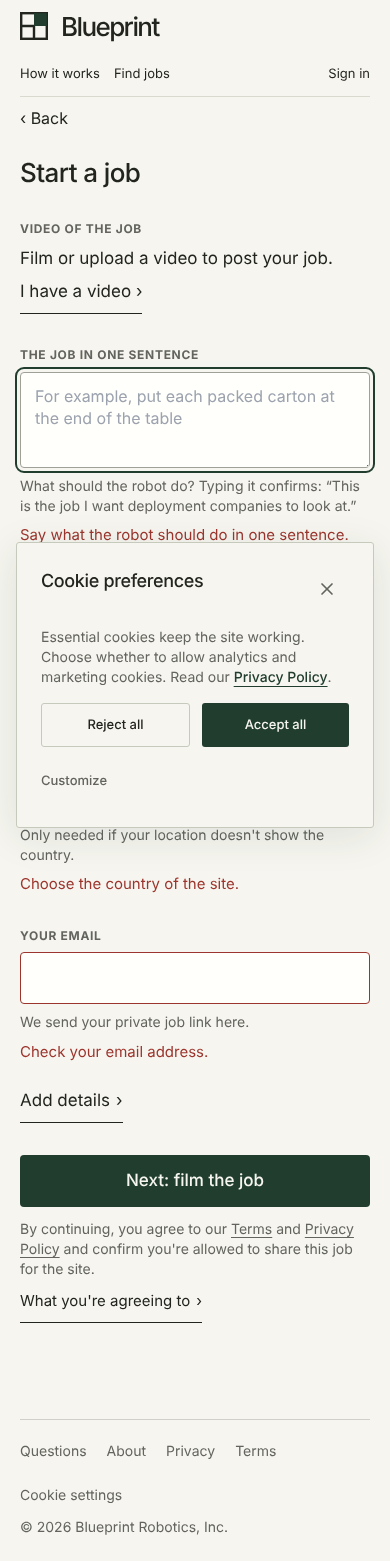 Blueprint
How it works Find jobs Sign in
‹ Back
Start a job
VIDEO OF THE JOB
Film or upload a video to post your job.
I have a video ›
THE JOB IN ONE SENTENCE
For example, put each packed carton at
the end of the table
What should the robot do? Typing it confirms: “This
is the job I want deployment companies to look at.”
Say what the robot should do in one sentence.
Cookie preferences
Essential cookies keep the site working.
Choose whether to allow analytics and
marketing cookies. Read our Privacy Policy.
Reject all Accept all
Customize
Only needed if your location doesn't show the
country.
Choose the country of the site.
YOUR EMAIL
We send your private job link here.
Check your email address.
Add details ›
Next: film the job
By continuing, you agree to our Terms and Privacy
Policy and confirm you're allowed to share this job
for the site.
What you're agreeing to ›
Questions About Privacy Terms
Cookie settings
© 2026 Blueprint Robotics, Inc.